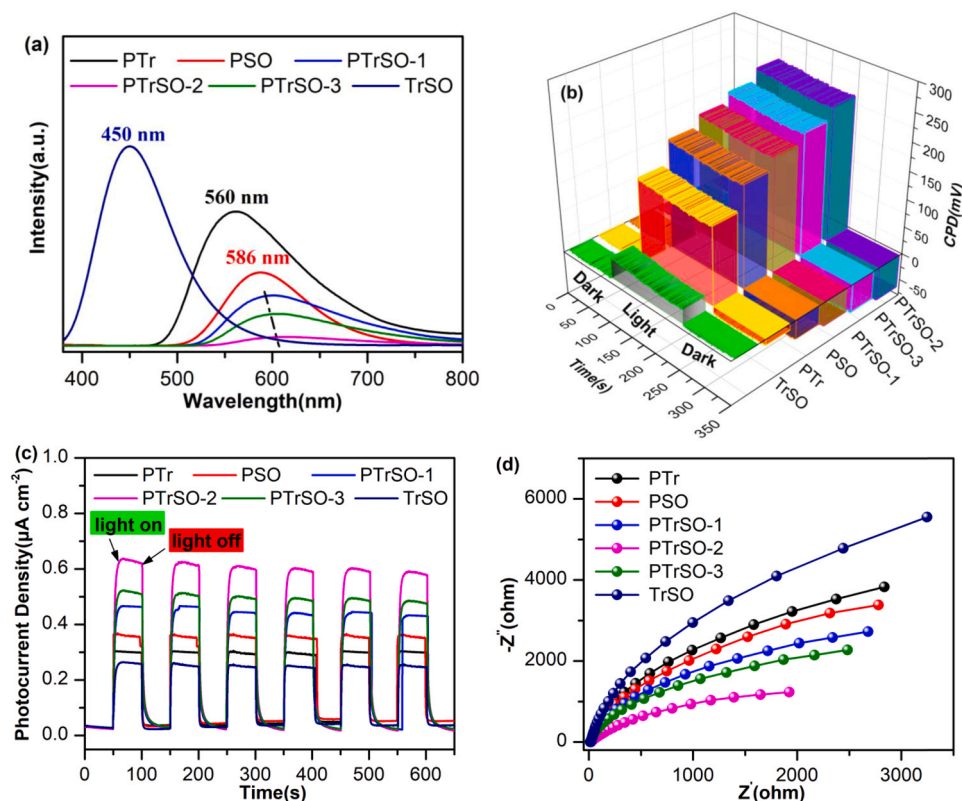 (a)
PTr PSO PTrSO-1
PTrSO-2 PTrSO-3 TrSO
450 nm
560 nm
586 nm
Intensity(a.u.)
400 500 600 700 800
Wavelength(nm)
(b)
300
250
200
150
100
50
0
-50
CPD(mV)
Dark
Light
Dark
0
50
100
150
200
250
300
350
Time(s)
TrSO
PTr
PSO
PTrSO-1
PTrSO-3
PTrSO-2
(c)
PTr PSO PTrSO-1
PTrSO-2 PTrSO-3 TrSO
light on
light off
1.0
0.8
0.6
0.4
0.2
0.0
Photocurrent Density(μA cm-2)
0 100 200 300 400 500 600
Time(s)
(d)
PTr
PSO
PTrSO-1
PTrSO-2
PTrSO-3
TrSO
6000
4000
2000
0
-Z''(ohm)
0 1000 2000 3000
Z'(ohm)